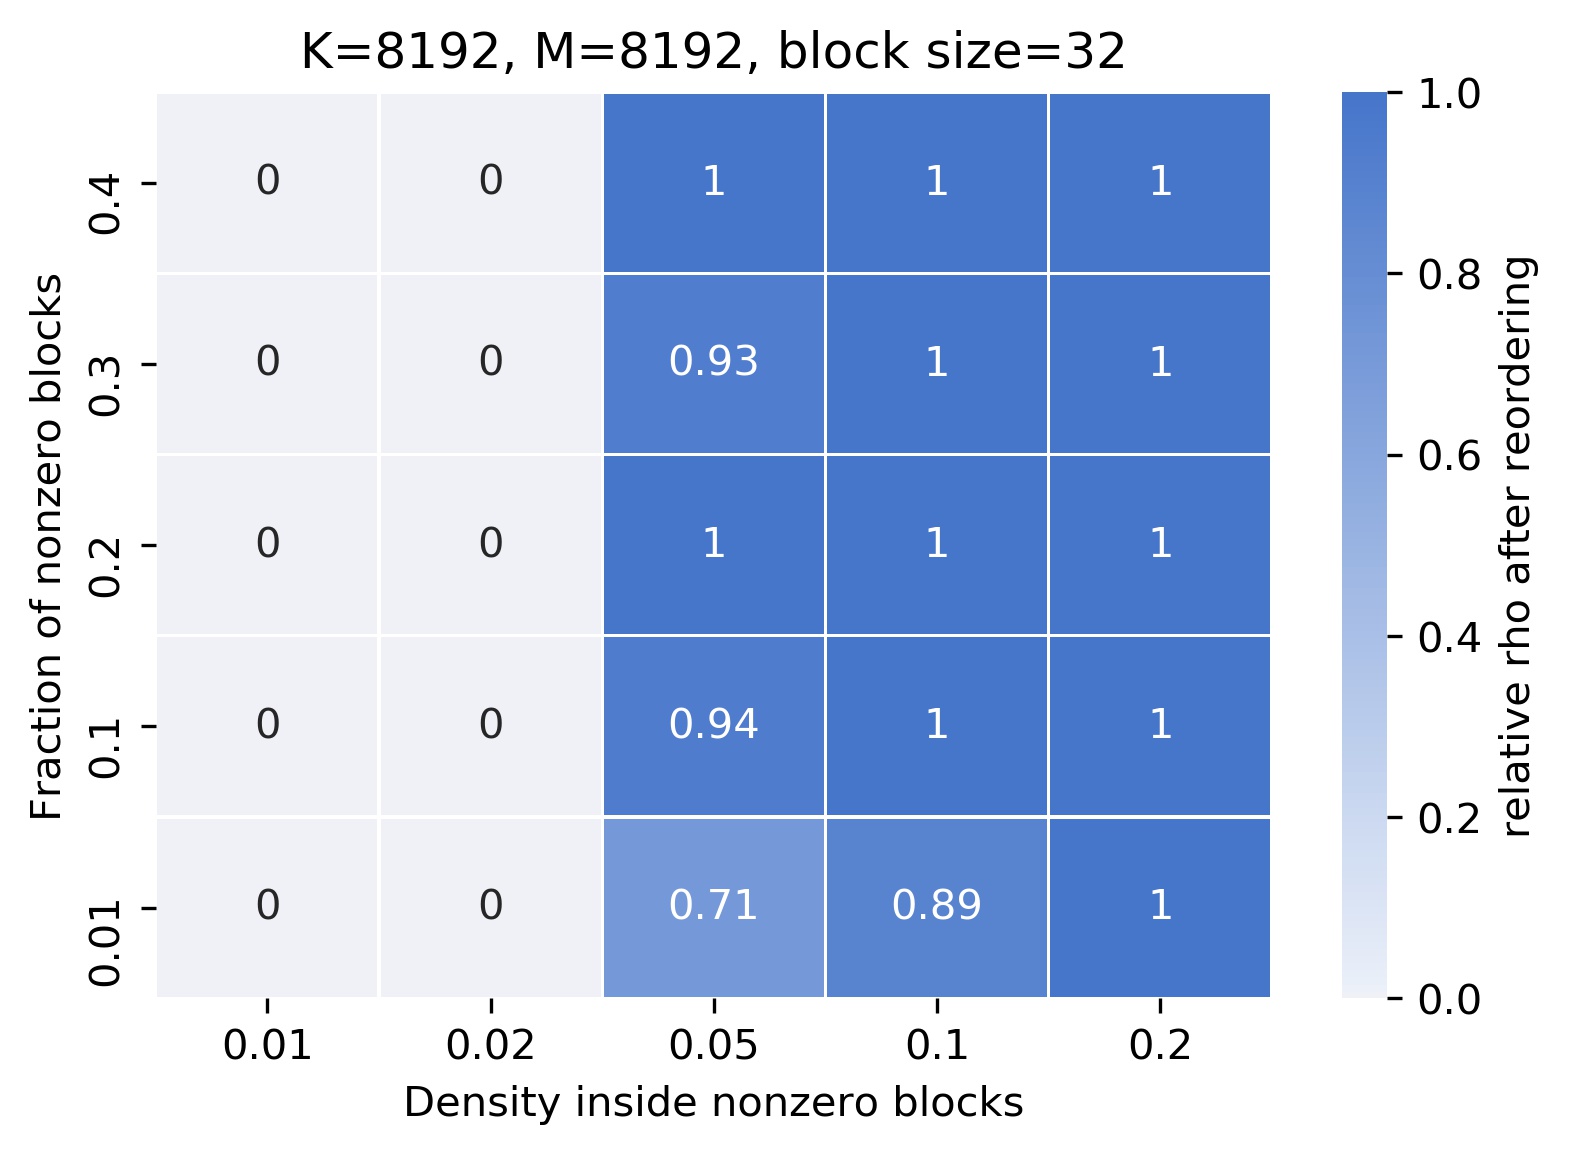 K=8192, M=8192, block size=32
Fraction of nonzero blocks
0.4 0 0 1 1 1
0.3 0 0 0.93 1 1
0.2 0 0 1 1 1
0.1 0 0 0.94 1 1
0.01 0 0 0.71 0.89 1
0.01 0.02 0.05 0.1 0.2
Density inside nonzero blocks
1.0
0.8
0.6
0.4
0.2
0.0
relative rho after reordering